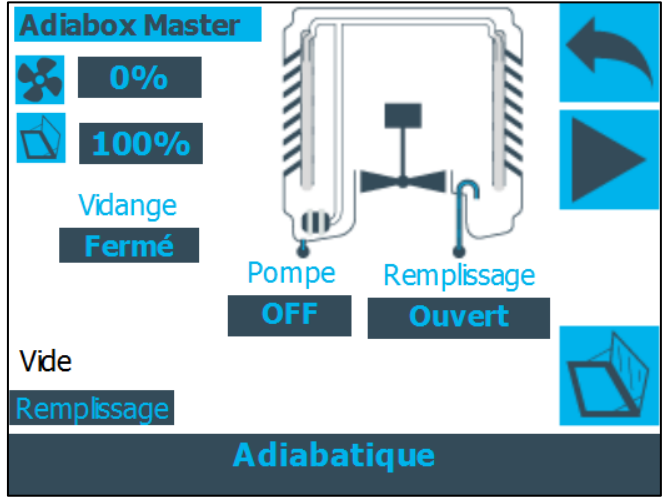 Adiabox Master
0%
100%
Vidange
Fermé
Pompe
OFF
Remplissage
Ouvert
Vide
Remplissage
Adiabatique